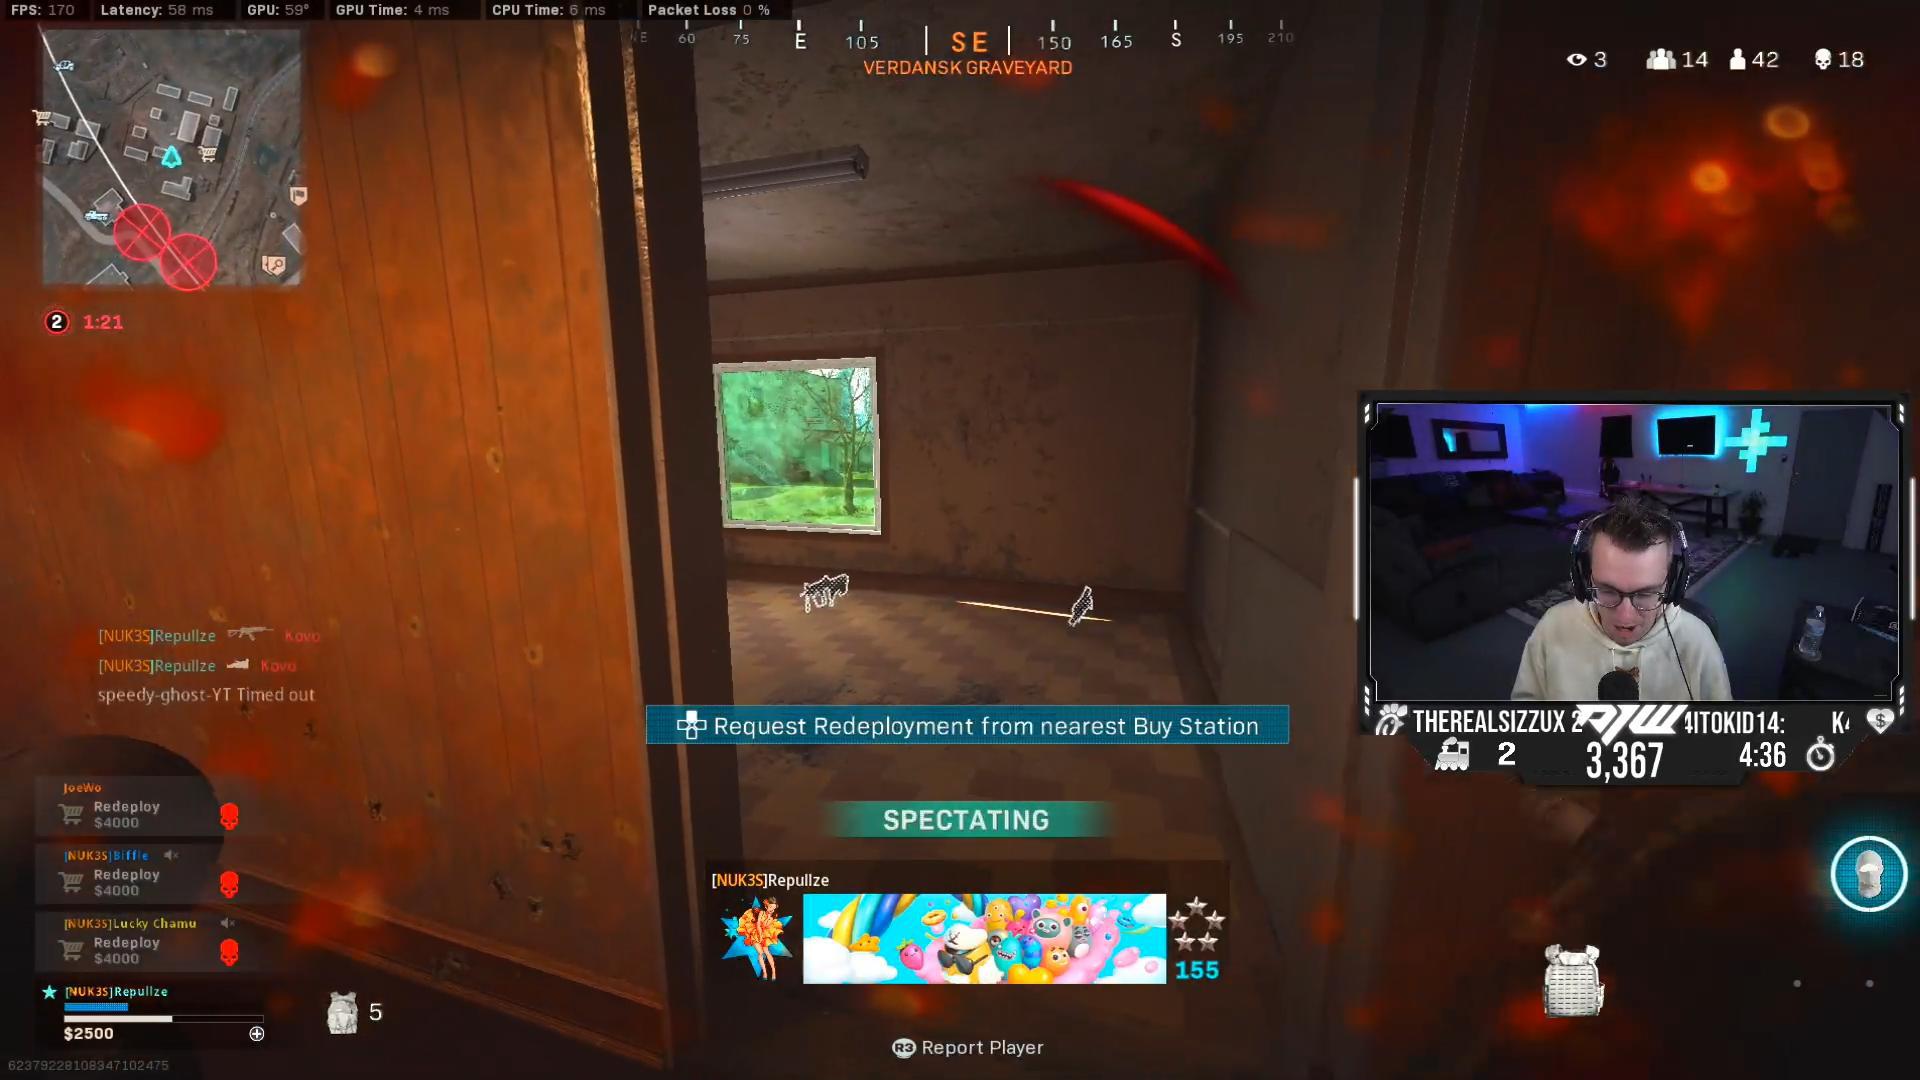 FPS: 170 Latency: 58 ms GPU: 59° GPU Time: 4 ms CPU Time: 6 ms Packet Loss 0 %
60 75 E 105 SE 150 165 S 195 210
VERDANSK GRAVEYARD
3 14 42 18
2 1:21
[NUK3S]Repullze Kovo
[NUK3S]Repullze Kovo
speedy-ghost-YT Timed out
Request Redeployment from nearest Buy Station
THEREALSIZZUX 2 4ITOKID14:
2 3,367 4:36
JoeWo
Redeploy
$4000
[NUK3S]Biffle
Redeploy
$4000
[NUK3S]Lucky Chamu
Redeploy
$4000
[NUK3S]Repullze
$2500
5
SPECTATING
[NUK3S]Repullze
155
R3 Report Player
62379228108347102475